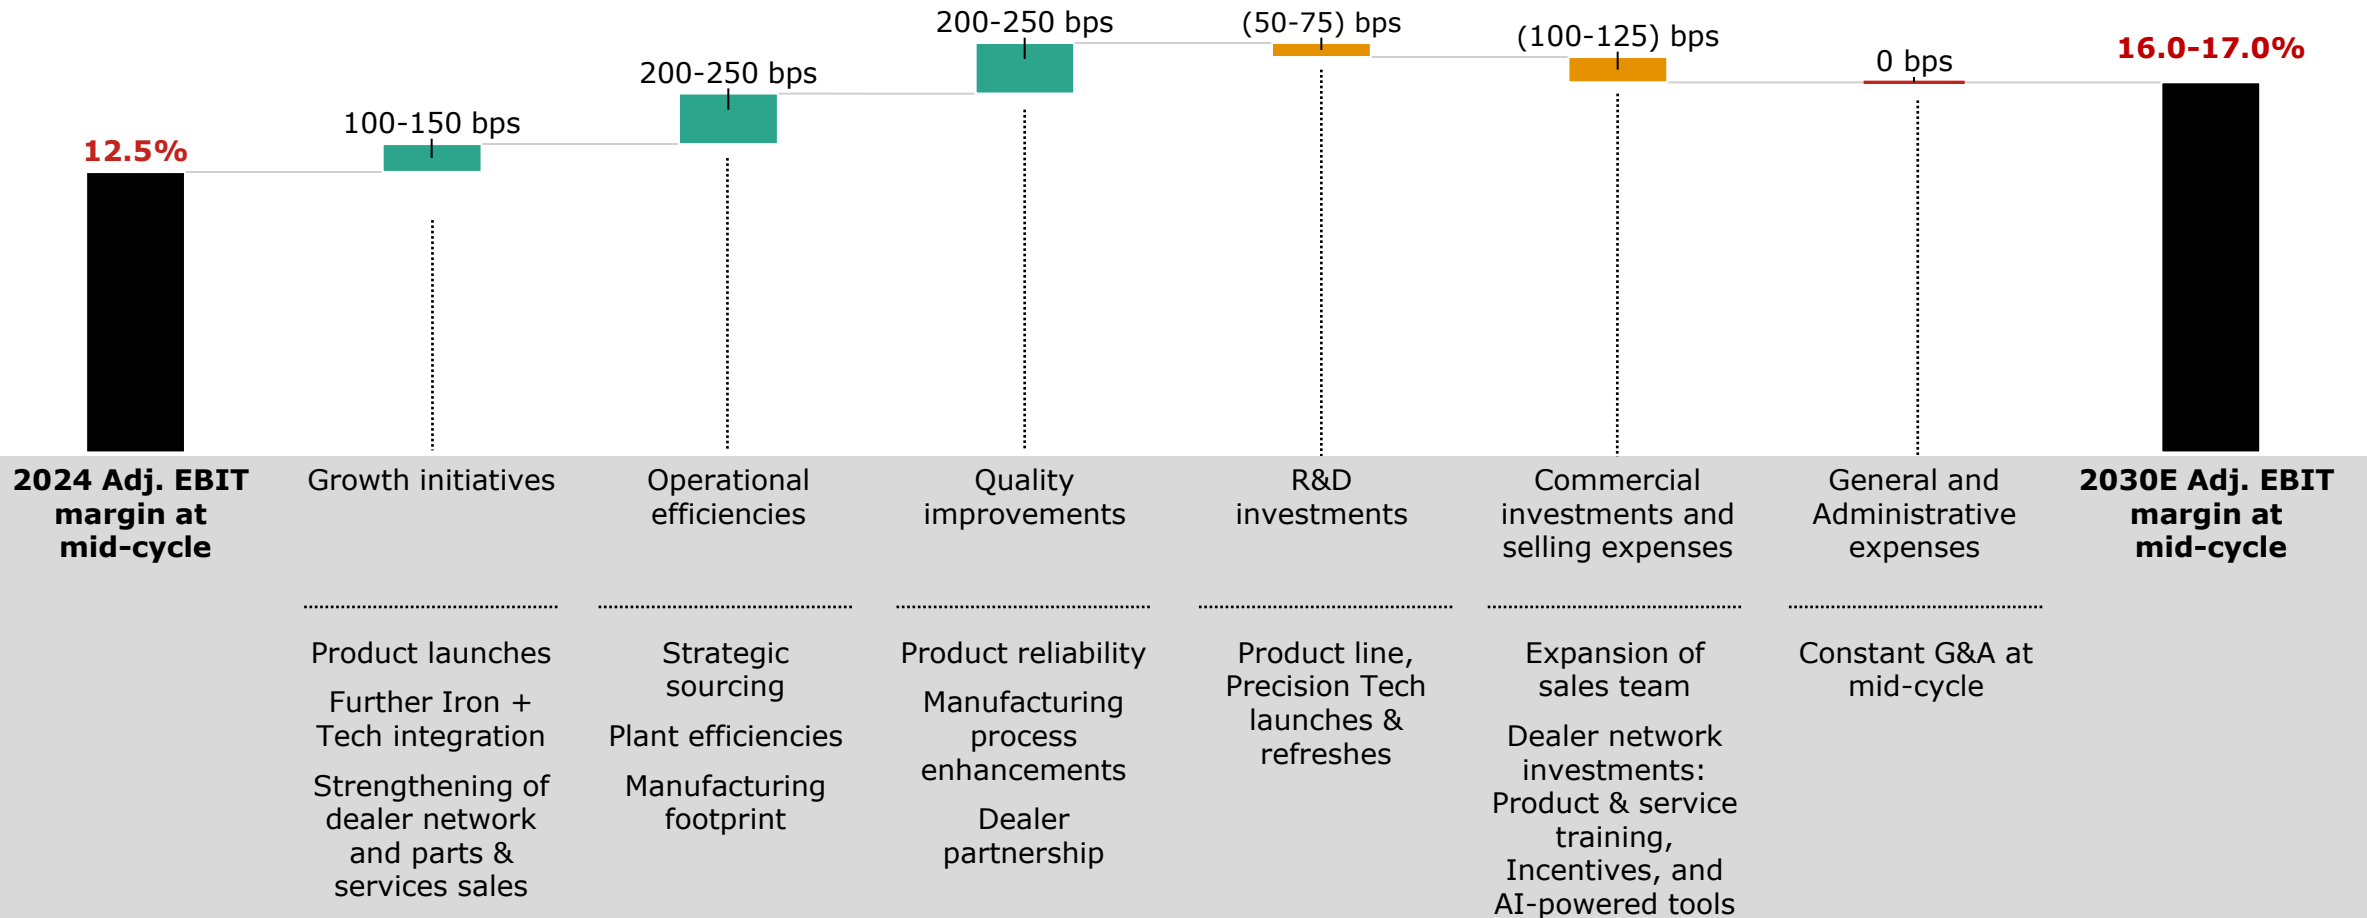 12.5%
100-150 bps
200-250 bps
200-250 bps
(50-75) bps
(100-125) bps
0 bps
16.0-17.0%
2024 Adj. EBIT
margin at
mid-cycle
Growth initiatives
Product launches
Further Iron +
Tech integration
Strengthening of
dealer network
and parts &
services sales
Operational
efficiencies
Strategic
sourcing
Plant efficiencies
Manufacturing
footprint
Quality
improvements
Product reliability
Manufacturing
process
enhancements
Dealer
partnership
R&D
investments
Product line,
Precision Tech
launches &
refreshes
Commercial
investments and
selling expenses
Expansion of
sales team
Dealer network
investments:
Product & service
training,
Incentives, and
AI-powered tools
General and
Administrative
expenses
Constant G&A at
mid-cycle
2030E Adj. EBIT
margin at
mid-cycle